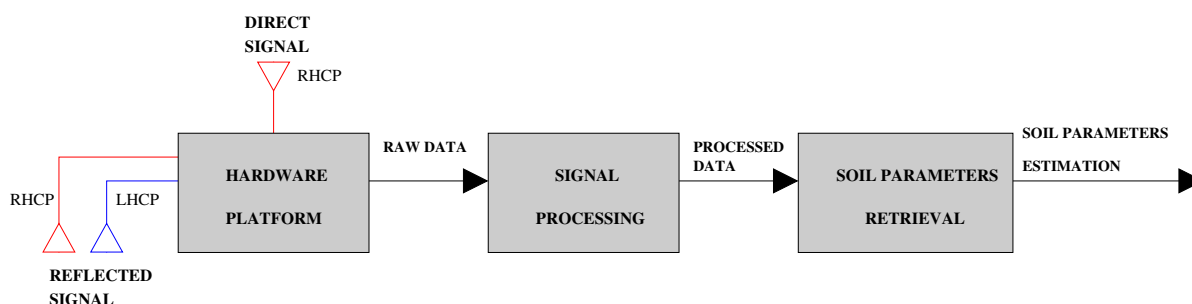 DIRECT
SIGNAL
RHCP
RHCP
LHCP
REFLECTED
SIGNAL
HARDWARE
PLATFORM
RAW DATA
SIGNAL
PROCESSING
PROCESSED
DATA
SOIL PARAMETERS
RETRIEVAL
SOIL PARAMETERS
ESTIMATION